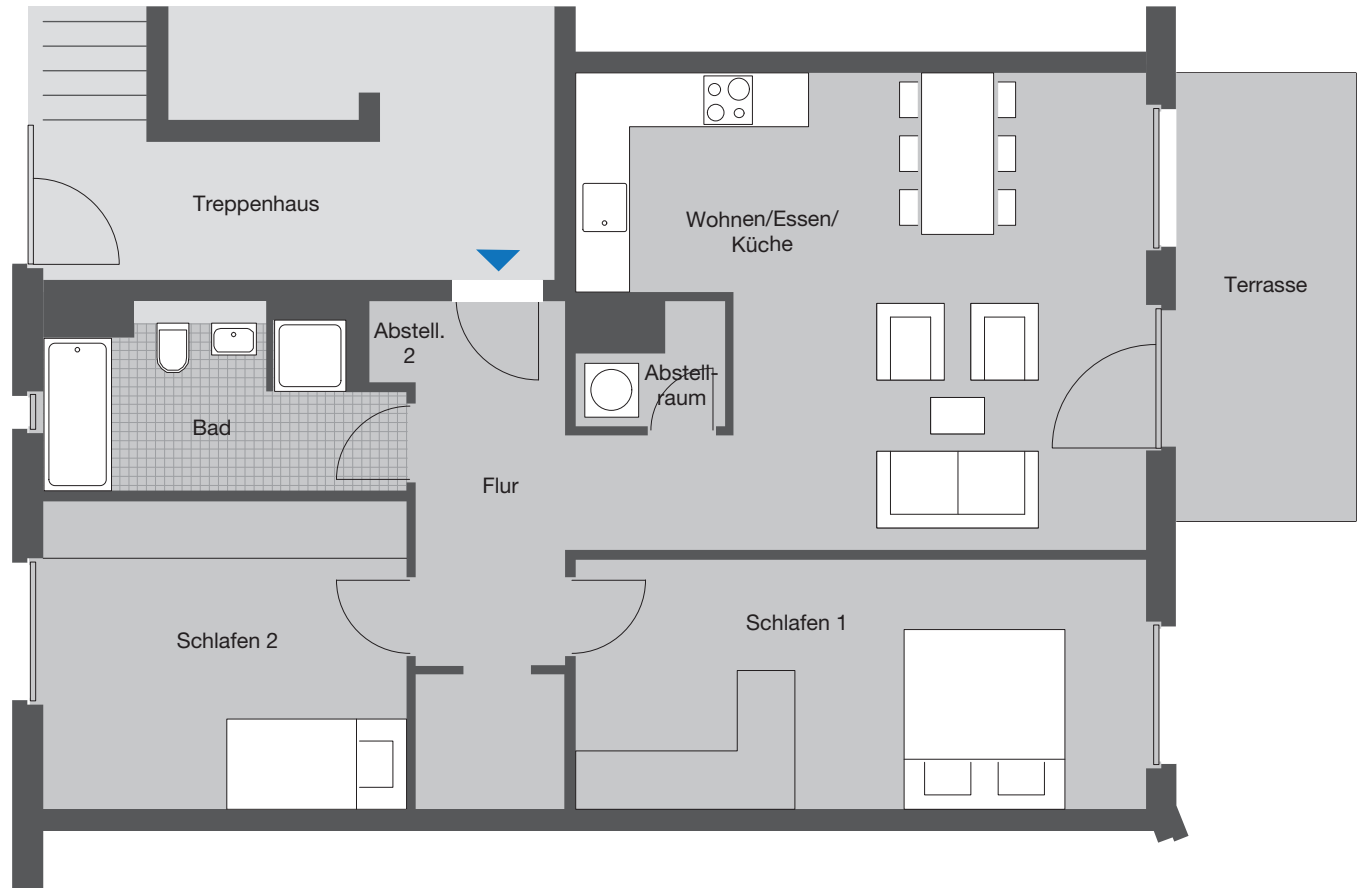 Treppenhaus
Wohnen/Essen/
Küche
Terrasse
Abstell.
2
Abstell-
raum
Bad
Flur
Schlafen 2
Schlafen 1